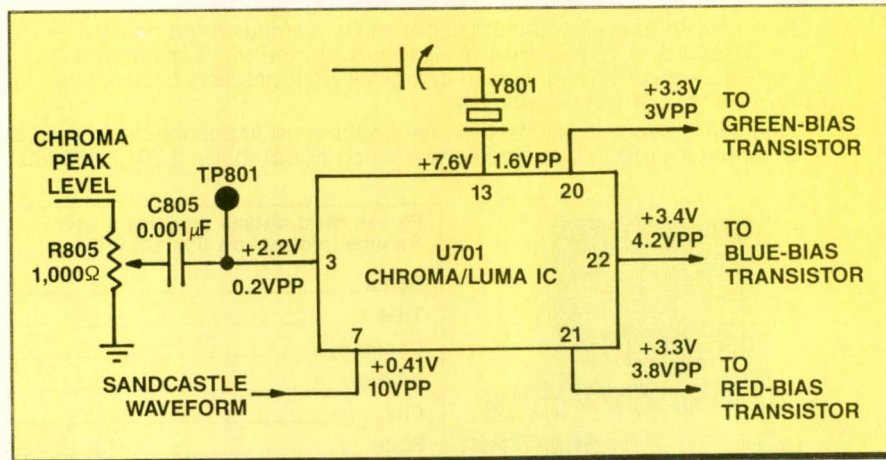 CHROMA
PEAK
LEVEL
R805
1,000Ω
C805
0.001μF
TP801
+2.2V
0.2VPP
3
Y801
+7.6V
1.6VPP
13
20
+3.3V
3VPP
TO
GREEN-BIAS
TRANSISTOR
U701
CHROMA/LUMA IC
22
+3.4V
4.2VPP
TO
BLUE-BIAS
TRANSISTOR
7
+0.41V
10VPP
SANDCASTLE
WAVEFORM
21
+3.3V
3.8VPP
TO
RED-BIAS
TRANSISTOR